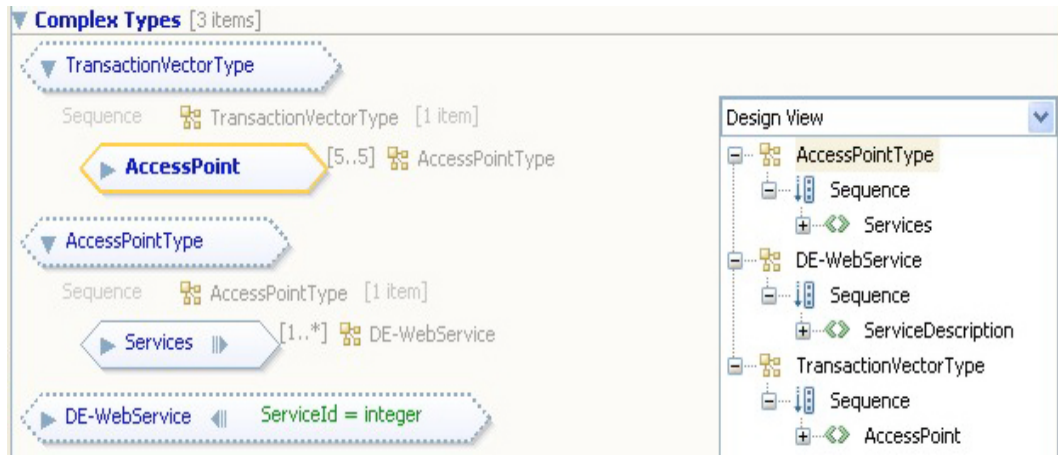 Complex Types [3 items]
TransactionVectorType
Sequence TransactionVectorType [1 item]
AccessPoint [5..5] AccessPointType
AccessPointType
Sequence AccessPointType [1 item]
Services [1..*] DE-WebService
DE-WebService ServiceId = integer
Design View
AccessPointType
Sequence
Services
DE-WebService
Sequence
ServiceDescription
TransactionVectorType
Sequence
AccessPoint